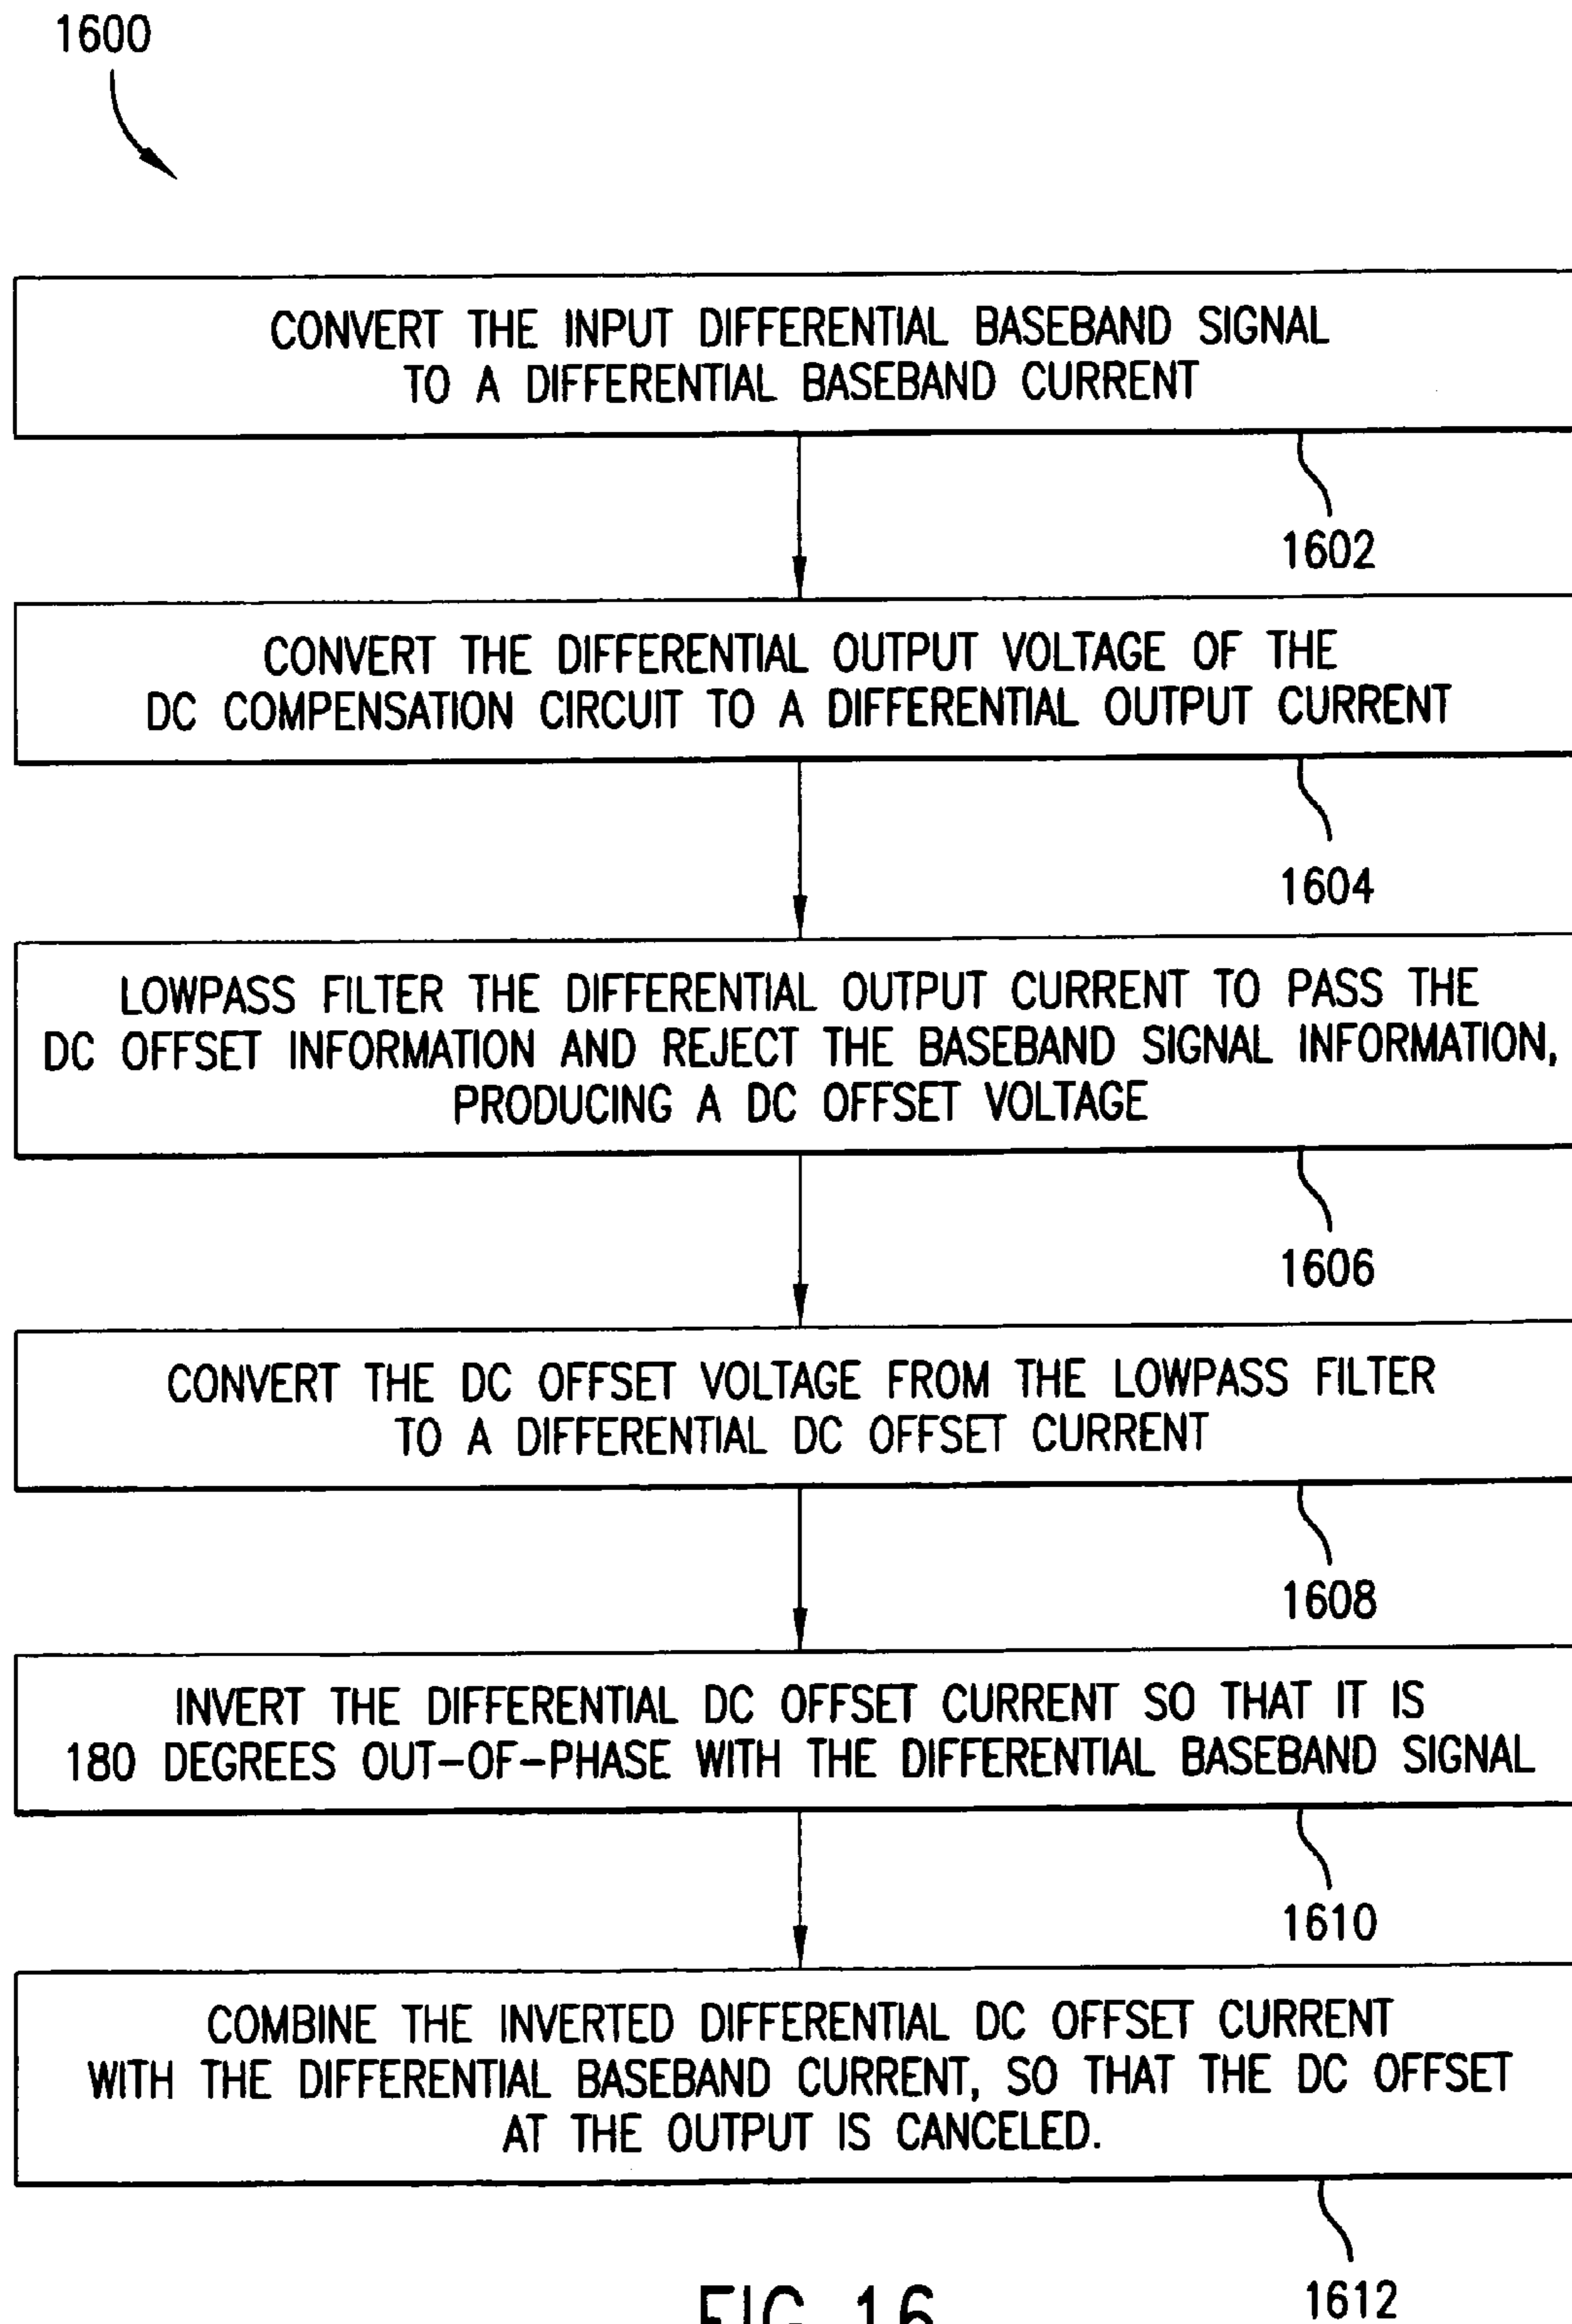 1600
CONVERT THE INPUT DIFFERENTIAL BASEBAND SIGNAL
TO A DIFFERENTIAL BASEBAND CURRENT
1602
CONVERT THE DIFFERENTIAL OUTPUT VOLTAGE OF THE
DC COMPENSATION CIRCUIT TO A DIFFERENTIAL OUTPUT CURRENT
1604
LOWPASS FILTER THE DIFFERENTIAL OUTPUT CURRENT TO PASS THE
DC OFFSET INFORMATION AND REJECT THE BASEBAND SIGNAL INFORMATION,
PRODUCING A DC OFFSET VOLTAGE
1606
CONVERT THE DC OFFSET VOLTAGE FROM THE LOWPASS FILTER
TO A DIFFERENTIAL DC OFFSET CURRENT
1608
INVERT THE DIFFERENTIAL DC OFFSET CURRENT SO THAT IT IS
180 DEGREES OUT-OF-PHASE WITH THE DIFFERENTIAL BASEBAND SIGNAL
1610
COMBINE THE INVERTED DIFFERENTIAL DC OFFSET CURRENT
WITH THE DIFFERENTIAL BASEBAND CURRENT, SO THAT THE DC OFFSET
AT THE OUTPUT IS CANCELED.
1612
FIG. 16